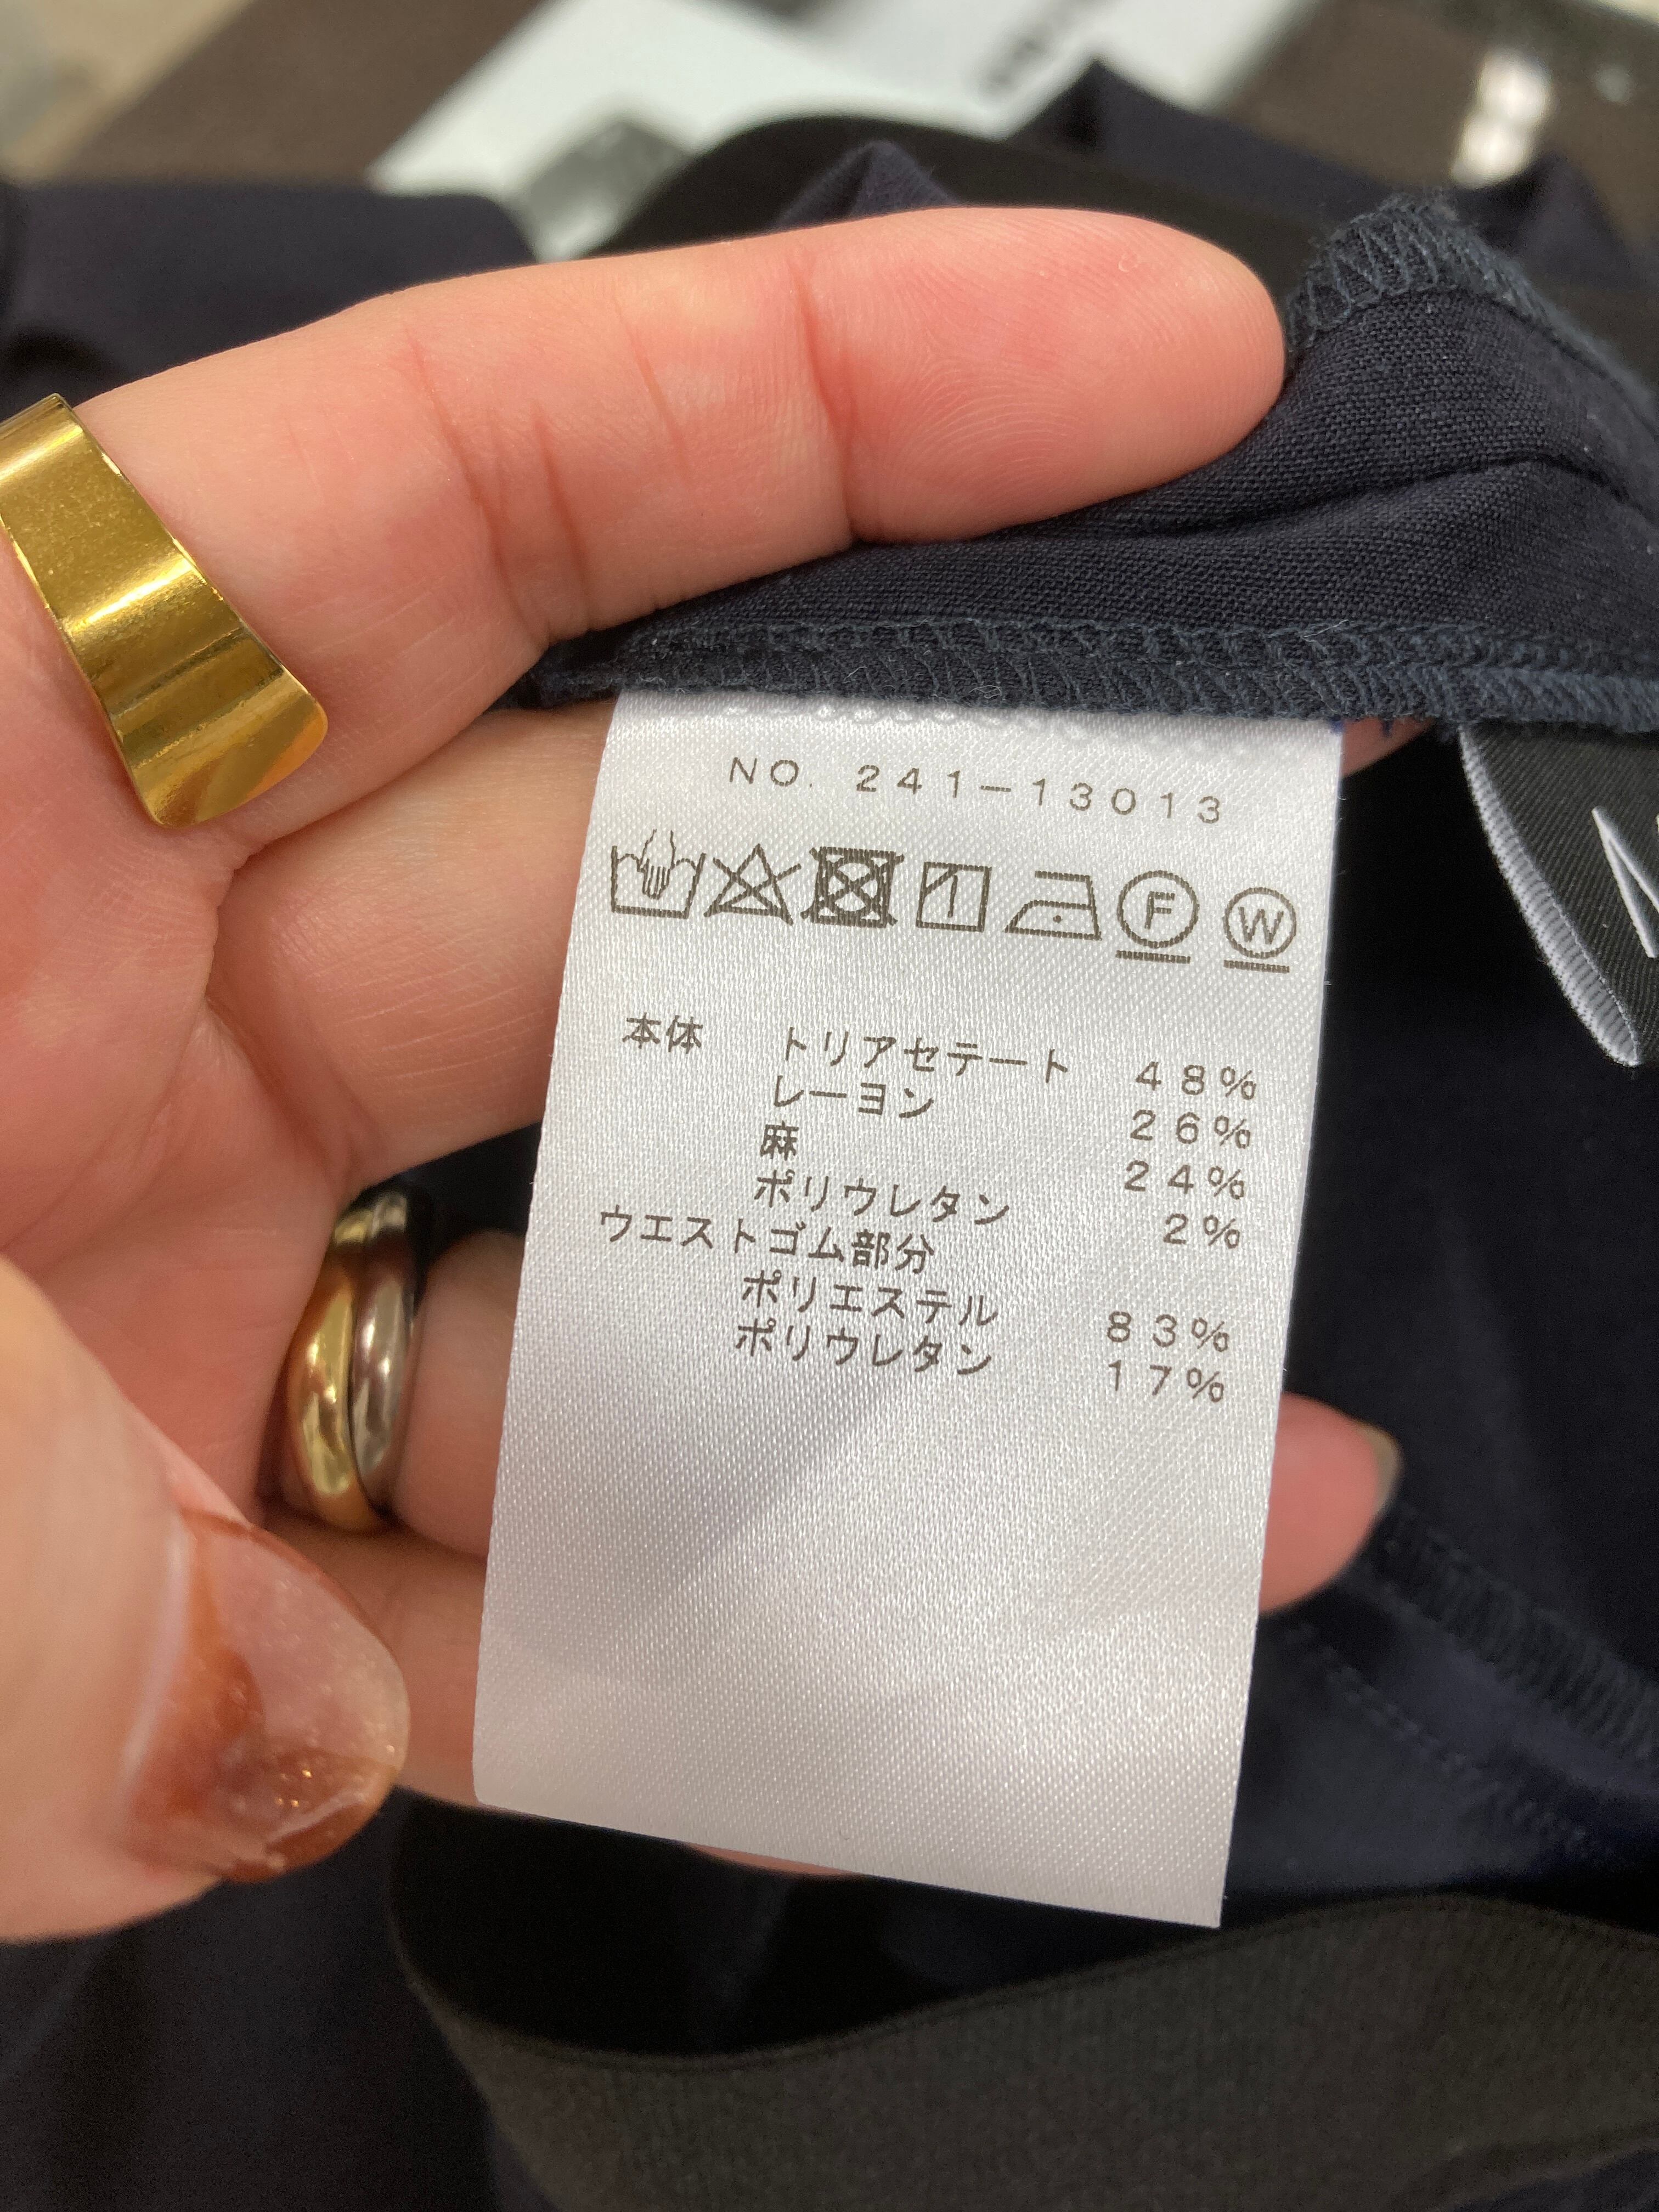 NO. 241-13013
F W
本体 トリアセテート 48%
レーヨン 26%
麻 24%
ポリウレタン 2%
ウエストゴム部分
ポリエステル 83%
ポリウレタン 17%